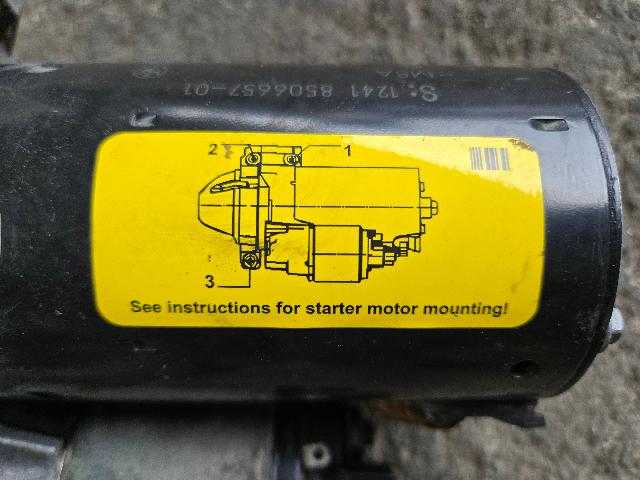 S: 1241 8506657-01
2 1
3
See instructions for starter motor mounting!